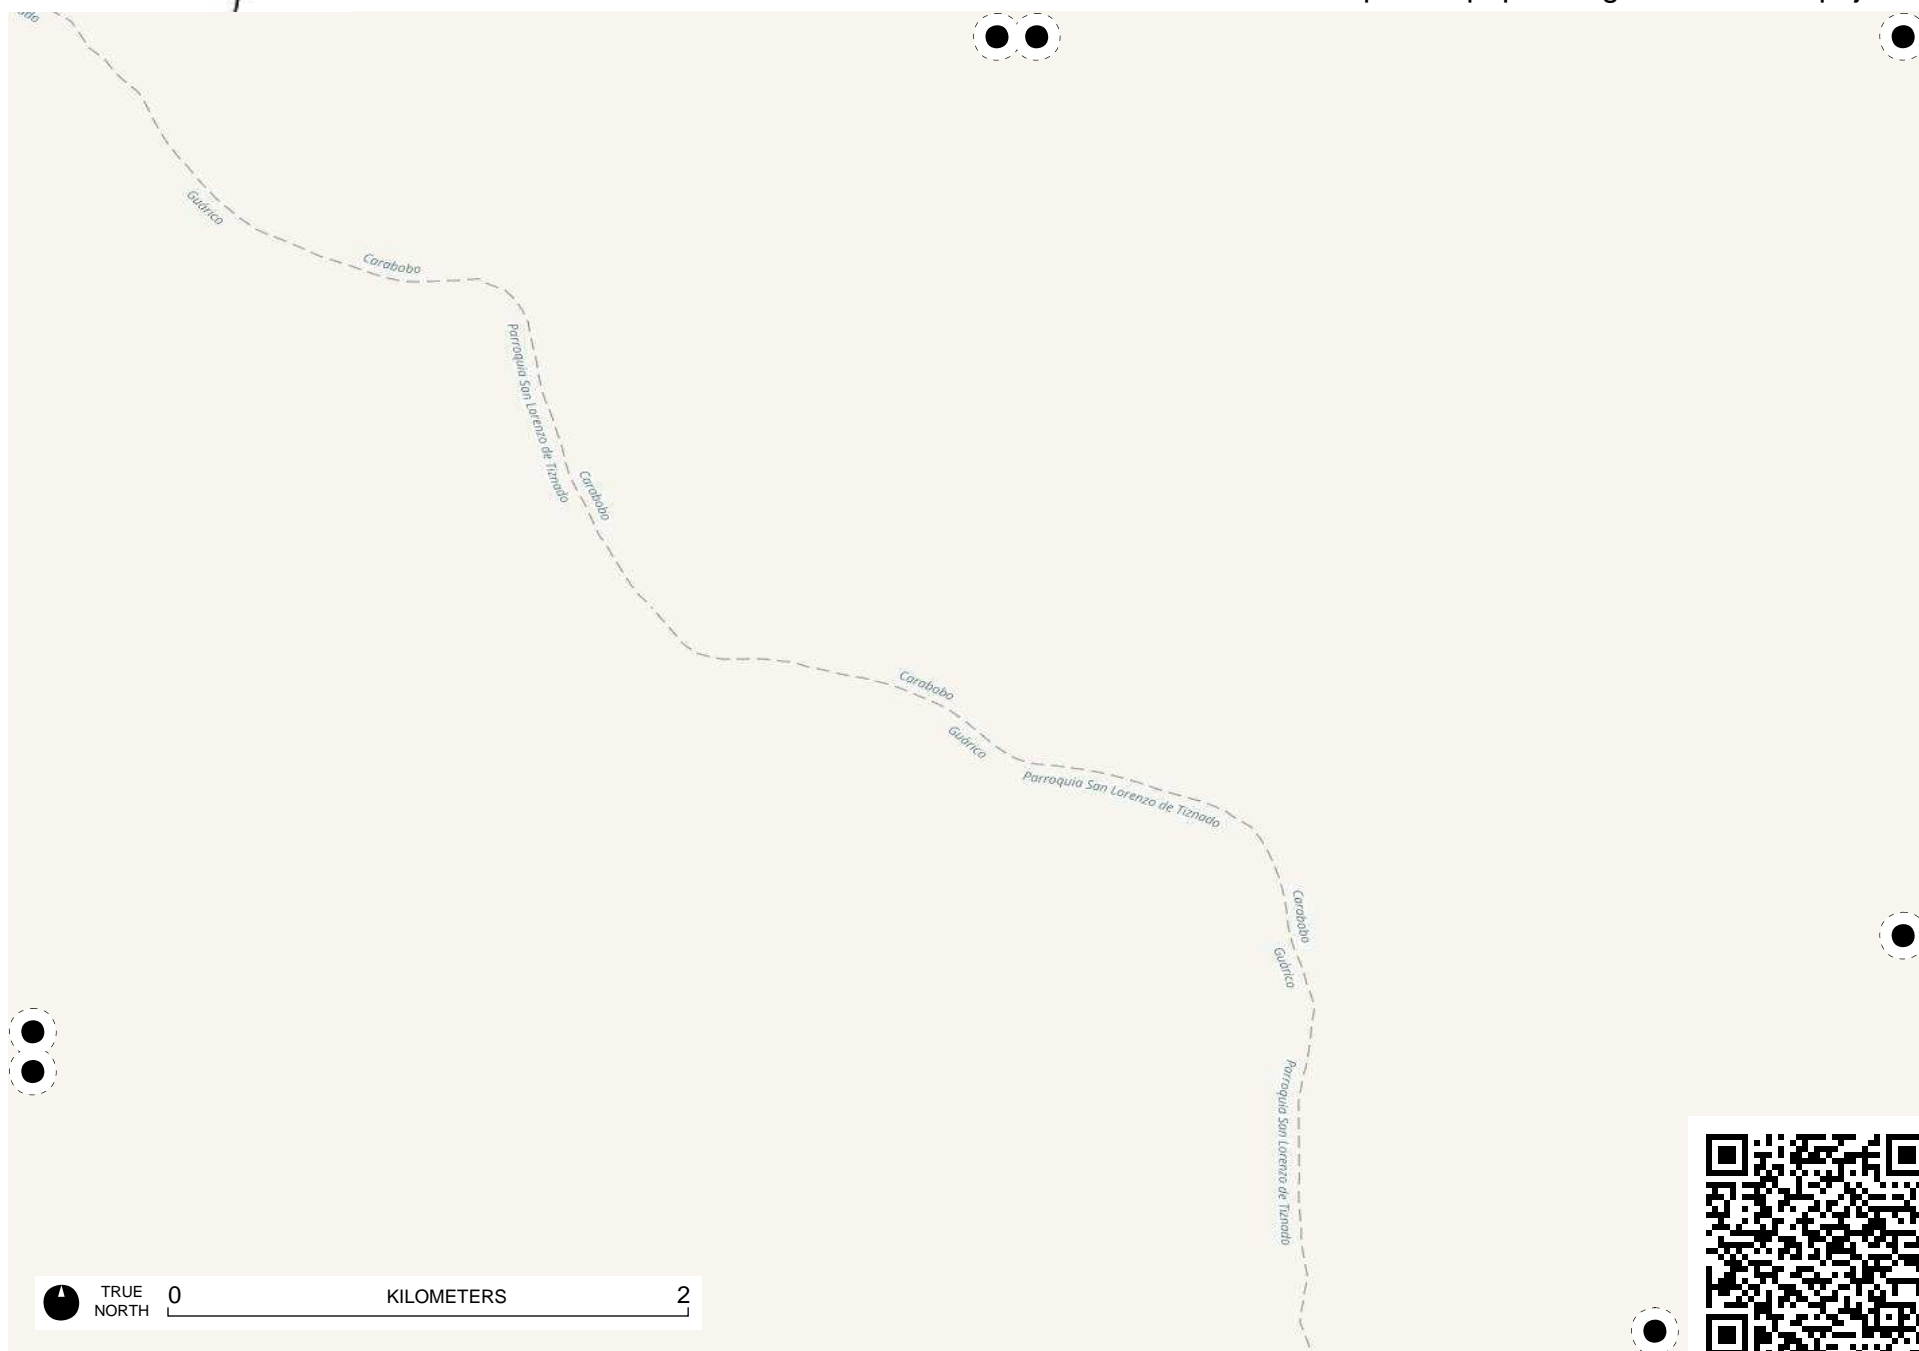 Guárico
Carabobo
Parroquia San Lorenzo de Tiznado
Carabobo
Carabobo
Guárico
Parroquia San Lorenzo de Tiznado
Carabobo
Guárico
Parroquia San Lorenzo de Tiznado
TRUE
NORTH
0 KILOMETERS 2